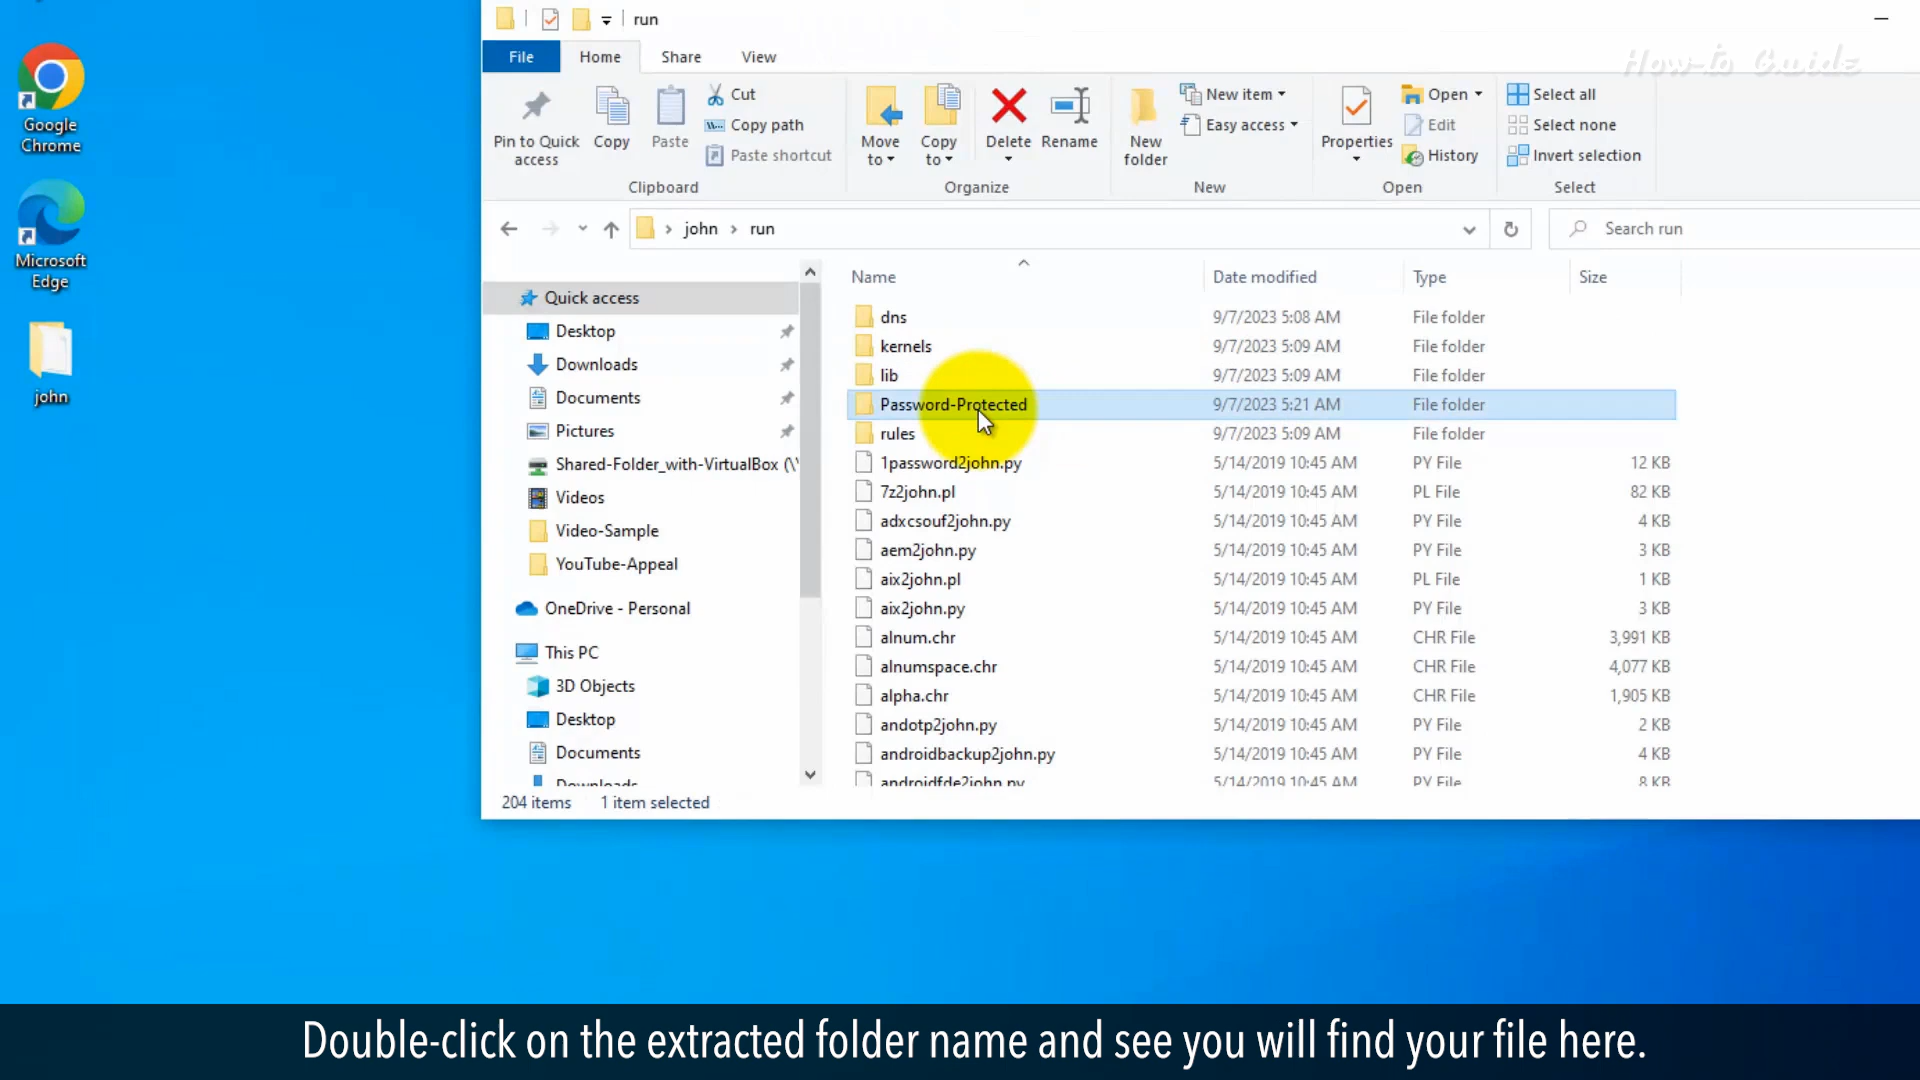 run
File Home Share View
How-to Guide
Pin to Quick access
Copy
Paste
Cut
Copy path
Paste shortcut
Clipboard
Move to
Copy to
Delete
Rename
Organize
New folder
New item
Easy access
New
Properties
Open
Edit
History
Open
Select all
Select none
Invert selection
Select
john run
Search run
Google Chrome
Microsoft Edge
john
Quick access
Desktop
Downloads
Documents
Pictures
Shared-Folder_with-VirtualBox (\\
Videos
Video-Sample
YouTube-Appeal
OneDrive - Personal
This PC
3D Objects
Desktop
Documents
Downloads
Name Date modified Type Size
dns 9/7/2023 5:08 AM File folder
kernels 9/7/2023 5:09 AM File folder
lib 9/7/2023 5:09 AM File folder
Password-Protected 9/7/2023 5:21 AM File folder
rules 9/7/2023 5:09 AM File folder
1password2john.py 5/14/2019 10:45 AM PY File 12 KB
7z2john.pl 5/14/2019 10:45 AM PL File 82 KB
adxcsouf2john.py 5/14/2019 10:45 AM PY File 4 KB
aem2john.py 5/14/2019 10:45 AM PY File 3 KB
aix2john.pl 5/14/2019 10:45 AM PL File 1 KB
aix2john.py 5/14/2019 10:45 AM PY File 3 KB
alnum.chr 5/14/2019 10:45 AM CHR File 3,991 KB
alnumspace.chr 5/14/2019 10:45 AM CHR File 4,077 KB
alpha.chr 5/14/2019 10:45 AM CHR File 1,905 KB
andotp2john.py 5/14/2019 10:45 AM PY File 2 KB
androidbackup2john.py 5/14/2019 10:45 AM PY File 4 KB
androidfde2john.py 5/14/2019 10:45 AM PY File 8 KB
204 items 1 item selected
Double-click on the extracted folder name and see you will find your file here.